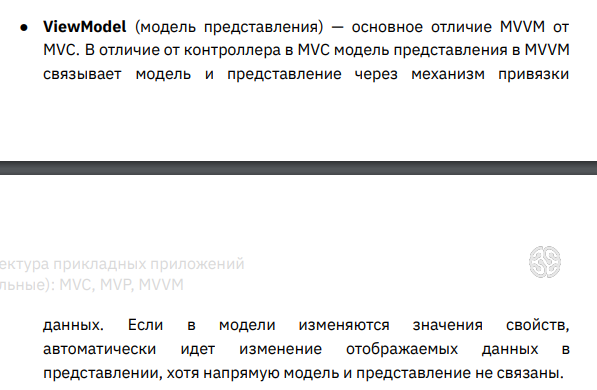 ● ViewModel (модель представления) — основное отличие MVVM от
MVC. В отличие от контроллера в MVC модель представления в MVVM
связывает модель и представление через механизм привязки
ектура прикладных приложений
льные): MVC, MVP, MVVM
данных. Если в модели изменяются значения свойств,
автоматически идет изменение отображаемых данных в
представлении, хотя напрямую модель и представление не связаны.